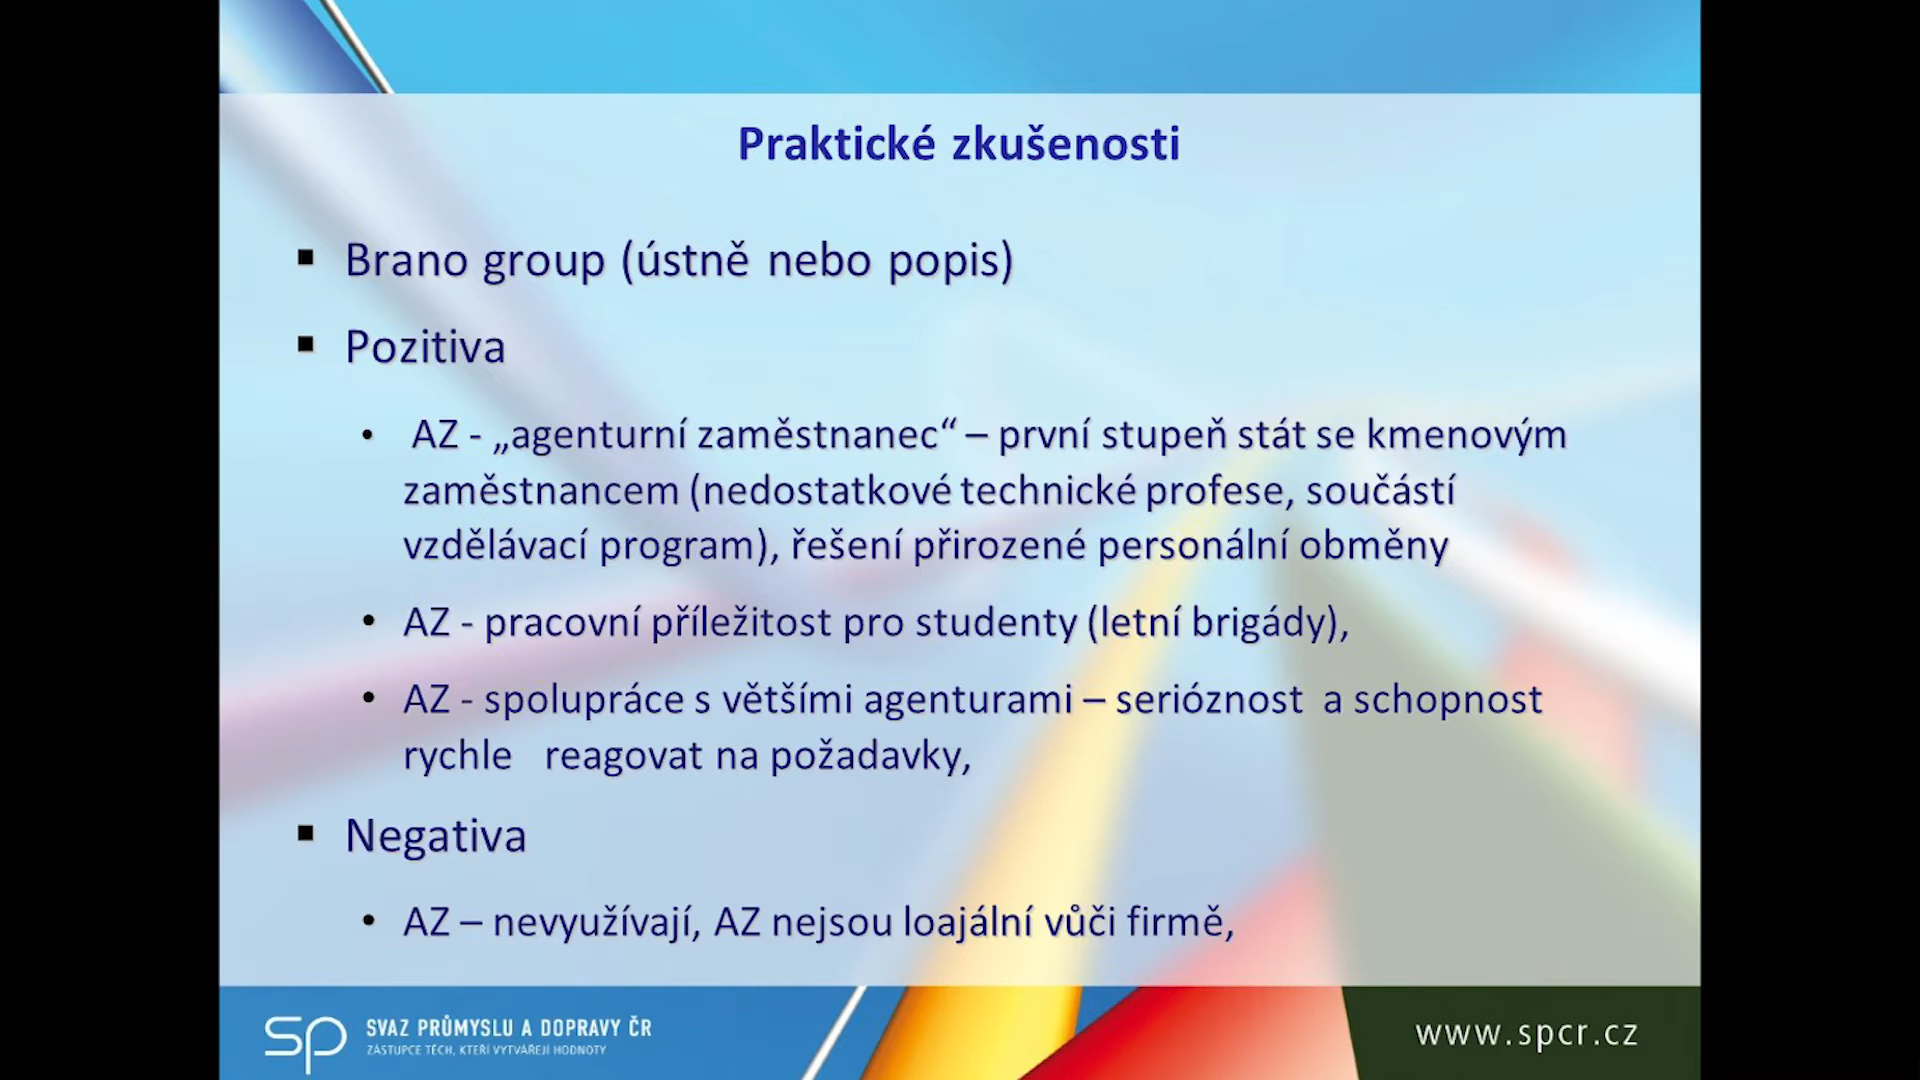 Praktické zkušenosti
Brano group (ústně nebo popis)
Pozitiva
AZ - „agenturní zaměstnanec“ – první stupeň stát se kmenovým
zaměstnancem (nedostatkové technické profese, součástí
vzdělávací program), řešení přirozené personální obměny
AZ - pracovní příležitost pro studenty (letní brigády),
AZ - spolupráce s většími agenturami – serióznost a schopnost
rychle reagovat na požadavky,
Negativa
AZ – nevyužívají, AZ nejsou loajální vůči firmě,
sp SVAZ PRŮMYSLU A DOPRAVY ČR
ZÁSTUPCE TĚCH, KTEŘÍ VYTVÁŘEJÍ HODNOTY
www.spcr.cz